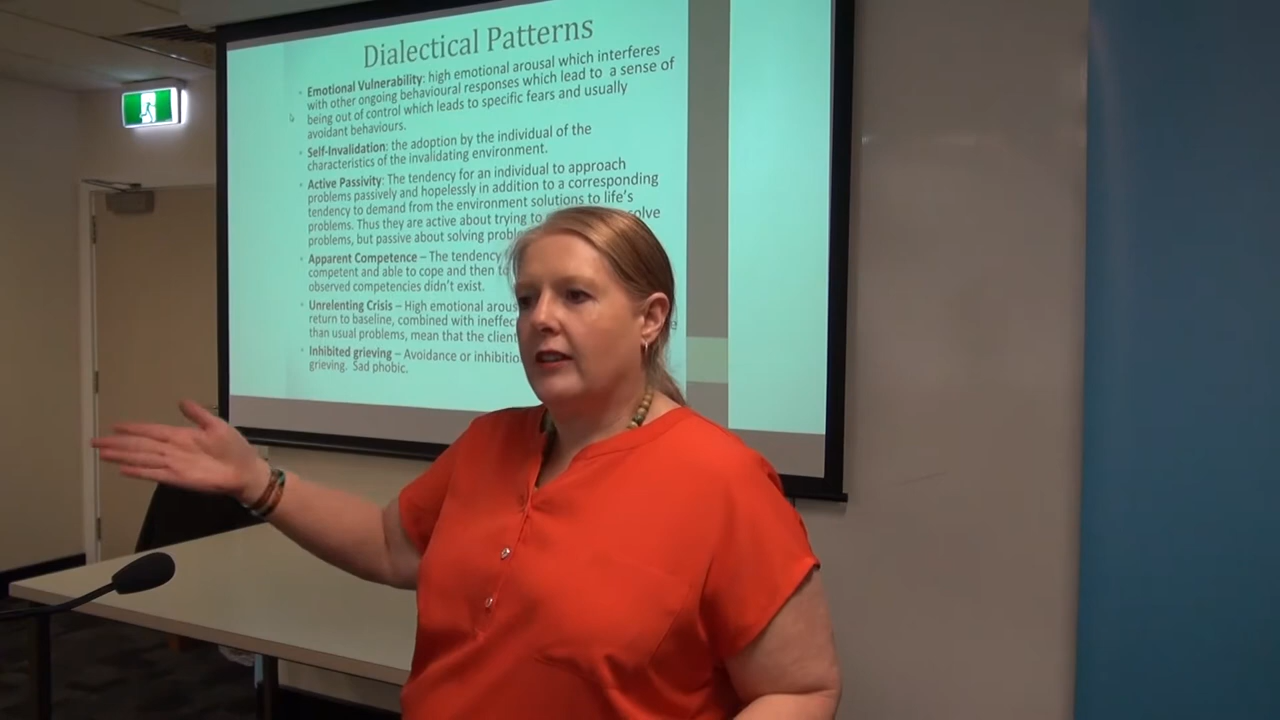 Dialectical Patterns
Emotional Vulnerability: high emotional arousal which interferes
with other ongoing behavioural responses which lead to a sense of
being out of control which leads to specific fears and usually
avoidant behaviours.
Self-Invalidation: the adoption by the individual of the
characteristics of the invalidating environment.
Active Passivity: The tendency for an individual to approach
problems passively and hopelessly in addition to a corresponding
tendency to demand from the environment solutions to life's
problems. Thus they are active about trying to
problems, but passive about solving
Apparent Competence – The tendency
competent and able to cope and then
observed competencies didn't exist.
Unrelenting Crisis – High emotional
return to baseline, combined with
than usual problems, mean that the client
Inhibited grieving – Avoidance or
grieving. Sad phobic.